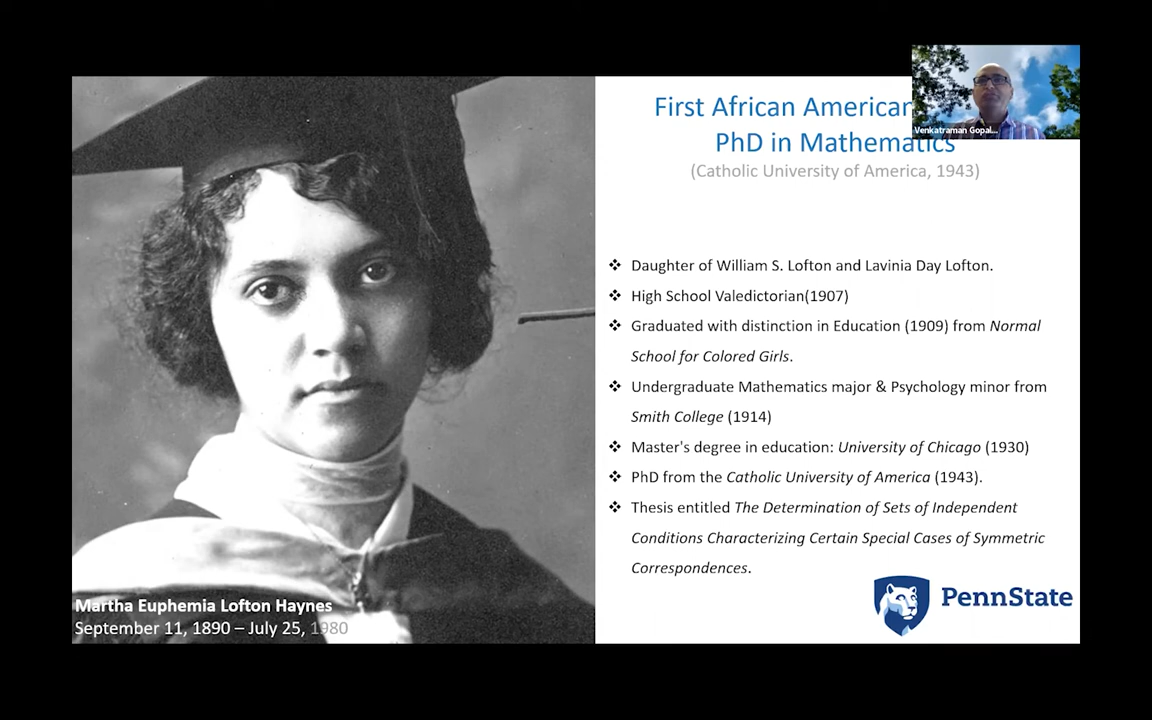 First African American
PhD in Mathematics
(Catholic University of America, 1943)
Venkatraman Gopal...
❖ Daughter of William S. Lofton and Lavinia Day Lofton.
❖ High School Valedictorian(1907)
❖ Graduated with distinction in Education (1909) from Normal
School for Colored Girls.
❖ Undergraduate Mathematics major & Psychology minor from
Smith College (1914)
❖ Master's degree in education: University of Chicago (1930)
❖ PhD from the Catholic University of America (1943).
❖ Thesis entitled The Determination of Sets of Independent
Conditions Characterizing Certain Special Cases of Symmetric
Correspondences.
Martha Euphemia Lofton Haynes
September 11, 1890 – July 25, 1980
PennState